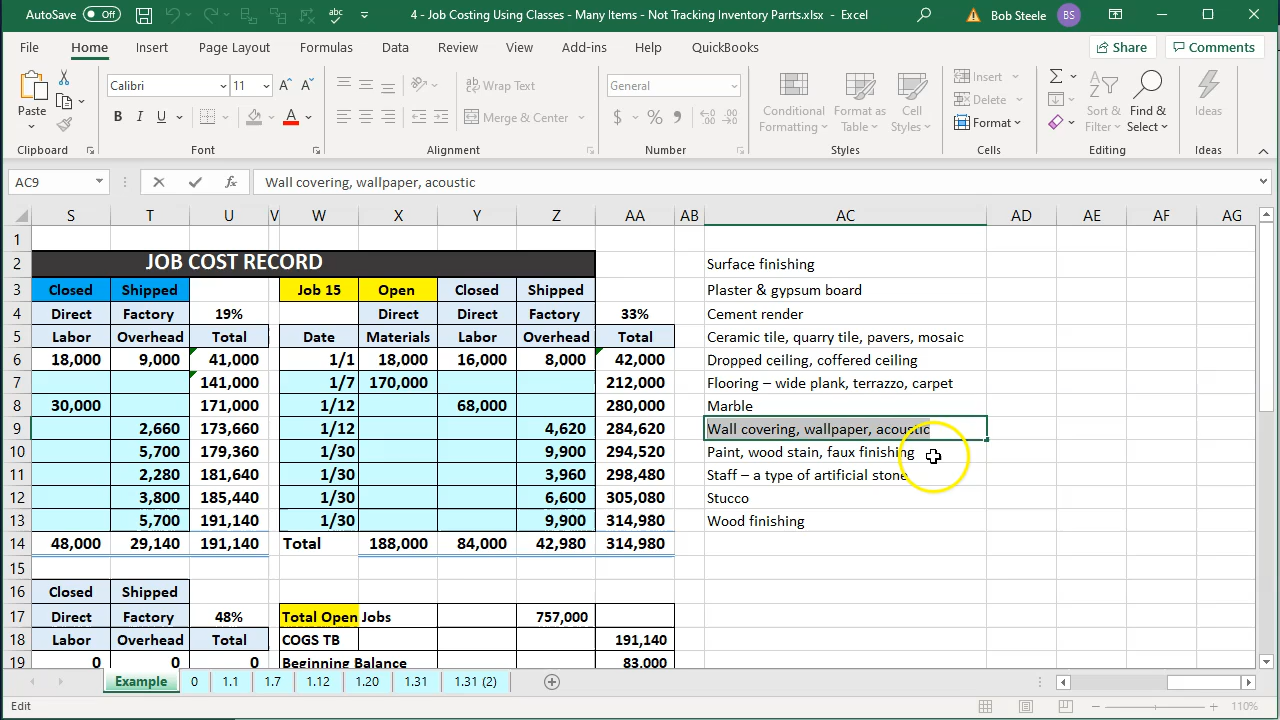 AutoSave Off 4 - Job Costing Using Classes - Many Items - Not Tracking Inventory Parrts.xlsx - Excel Bob Steele BS
File Home Insert Page Layout Formulas Data Review View Add-ins Help QuickBooks Share Comments
Calibri 11 Wrap Text General Insert
Paste B I U Merge & Center $ % Conditional Formatting Format as Table Cell Styles Delete Format Sort & Filter Find & Select Ideas
Clipboard Font Alignment Number Styles Cells Editing Ideas
AC9 fx Wall covering, wallpaper, acoustic
S T U V W X Y Z AA AB AC AD AE AF AG
1
2 JOB COST RECORD Surface finishing
3 Closed Shipped Job 15 Open Closed Shipped Plaster & gypsum board
4 Direct Factory 19% Direct Direct Factory 33% Cement render
5 Labor Overhead Total Date Materials Labor Overhead Total Ceramic tile, quarry tile, pavers, mosaic
6 18,000 9,000 41,000 1/1 18,000 16,000 8,000 42,000 Dropped ceiling, coffered ceiling
7 141,000 1/7 170,000 212,000 Flooring – wide plank, terrazzo, carpet
8 30,000 171,000 1/12 68,000 280,000 Marble
9 2,660 173,660 1/12 4,620 284,620 Wall covering, wallpaper, acoustic
10 5,700 179,360 1/30 9,900 294,520 Paint, wood stain, faux finishing
11 2,280 181,640 1/30 3,960 298,480 Staff – a type of artificial stone
12 3,800 185,440 1/30 6,600 305,080 Stucco
13 5,700 191,140 1/30 9,900 314,980 Wood finishing
14 48,000 29,140 191,140 Total 188,000 84,000 42,980 314,980
15
16 Closed Shipped
17 Direct Factory 48% Total Open Jobs 757,000
18 Labor Overhead Total COGS TB 191,140
19 0 0 0 Beginning Balance 83,000
Example 0 1.1 1.7 1.12 1.20 1.31 1.31 (2)
Edit 110%